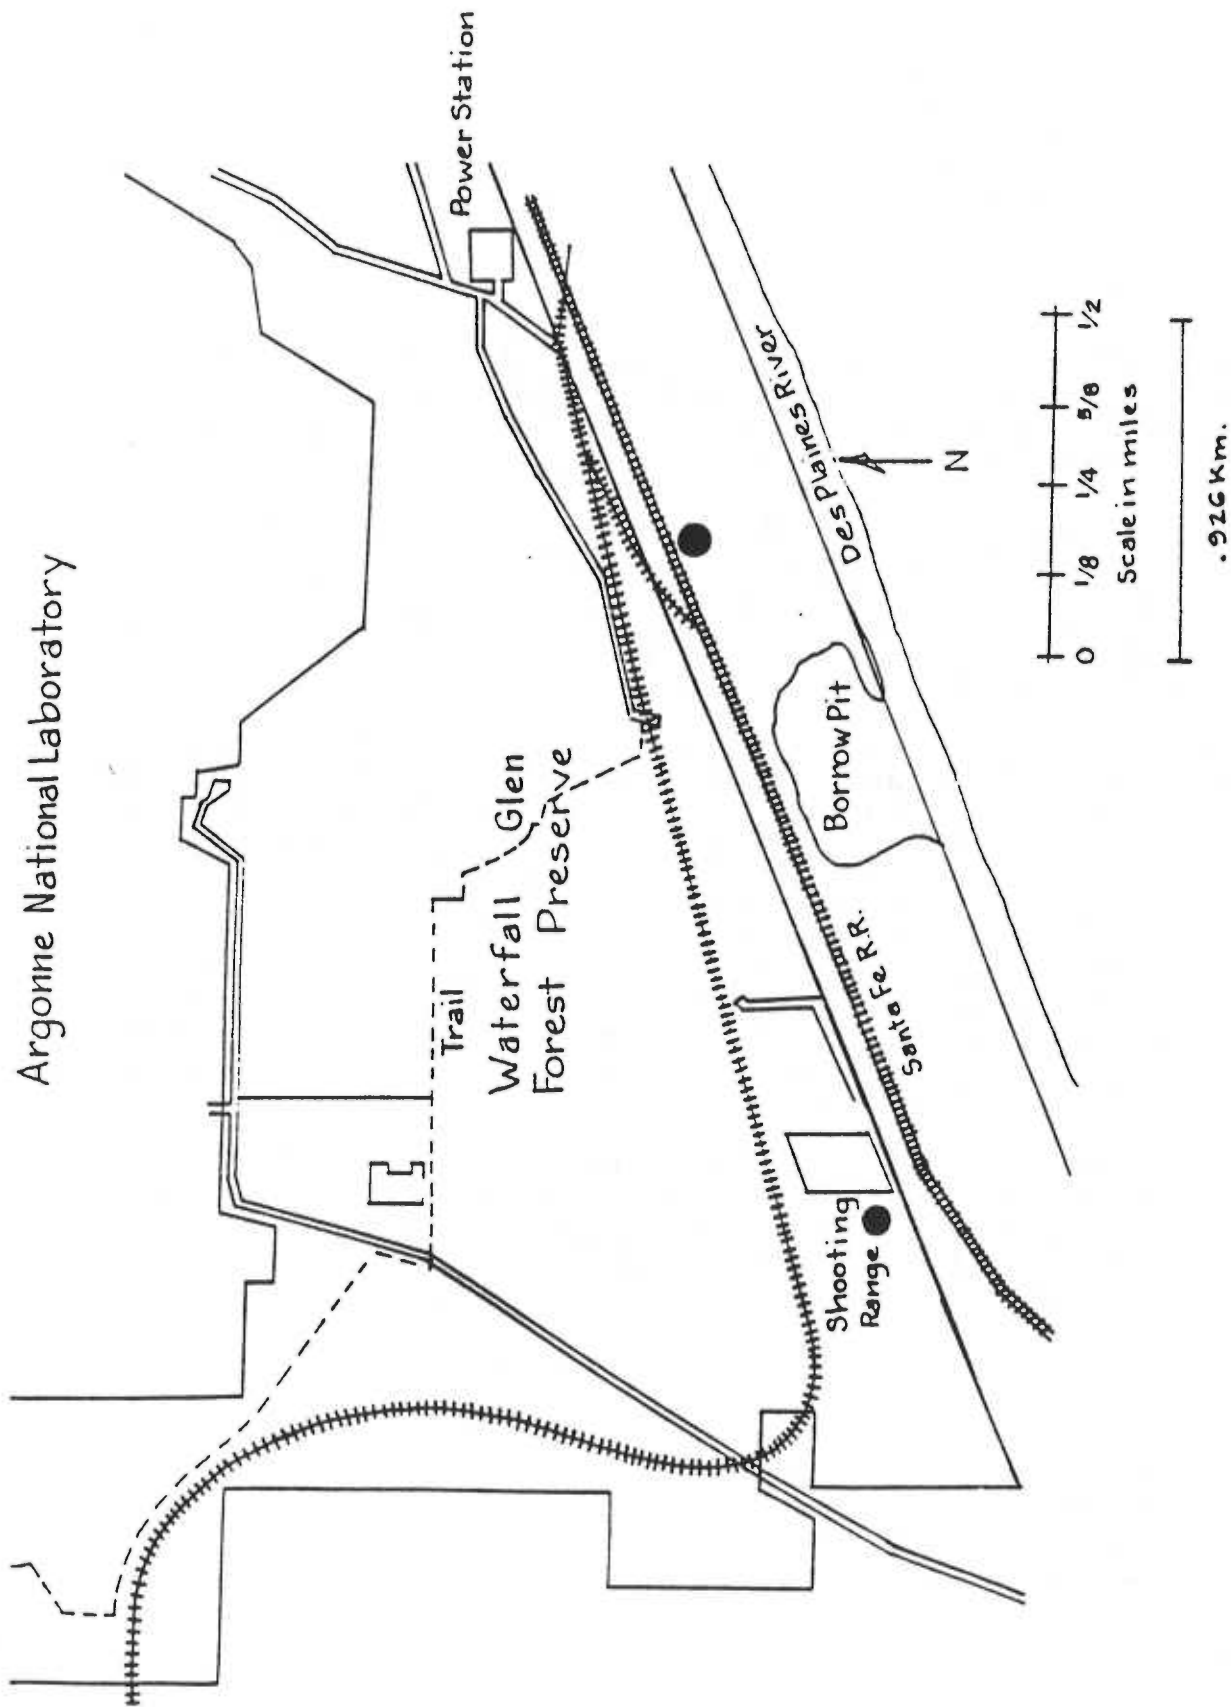 Argonne National Laboratory
Power Station
Trail
Waterfall Glen
Forest Preserve
Des Plaines River
Borrow Pit
Santa Fe R.R.
Shooting
Range
N
0 1/8 1/4 5/8 1/2
Scale in miles
.926 Km.